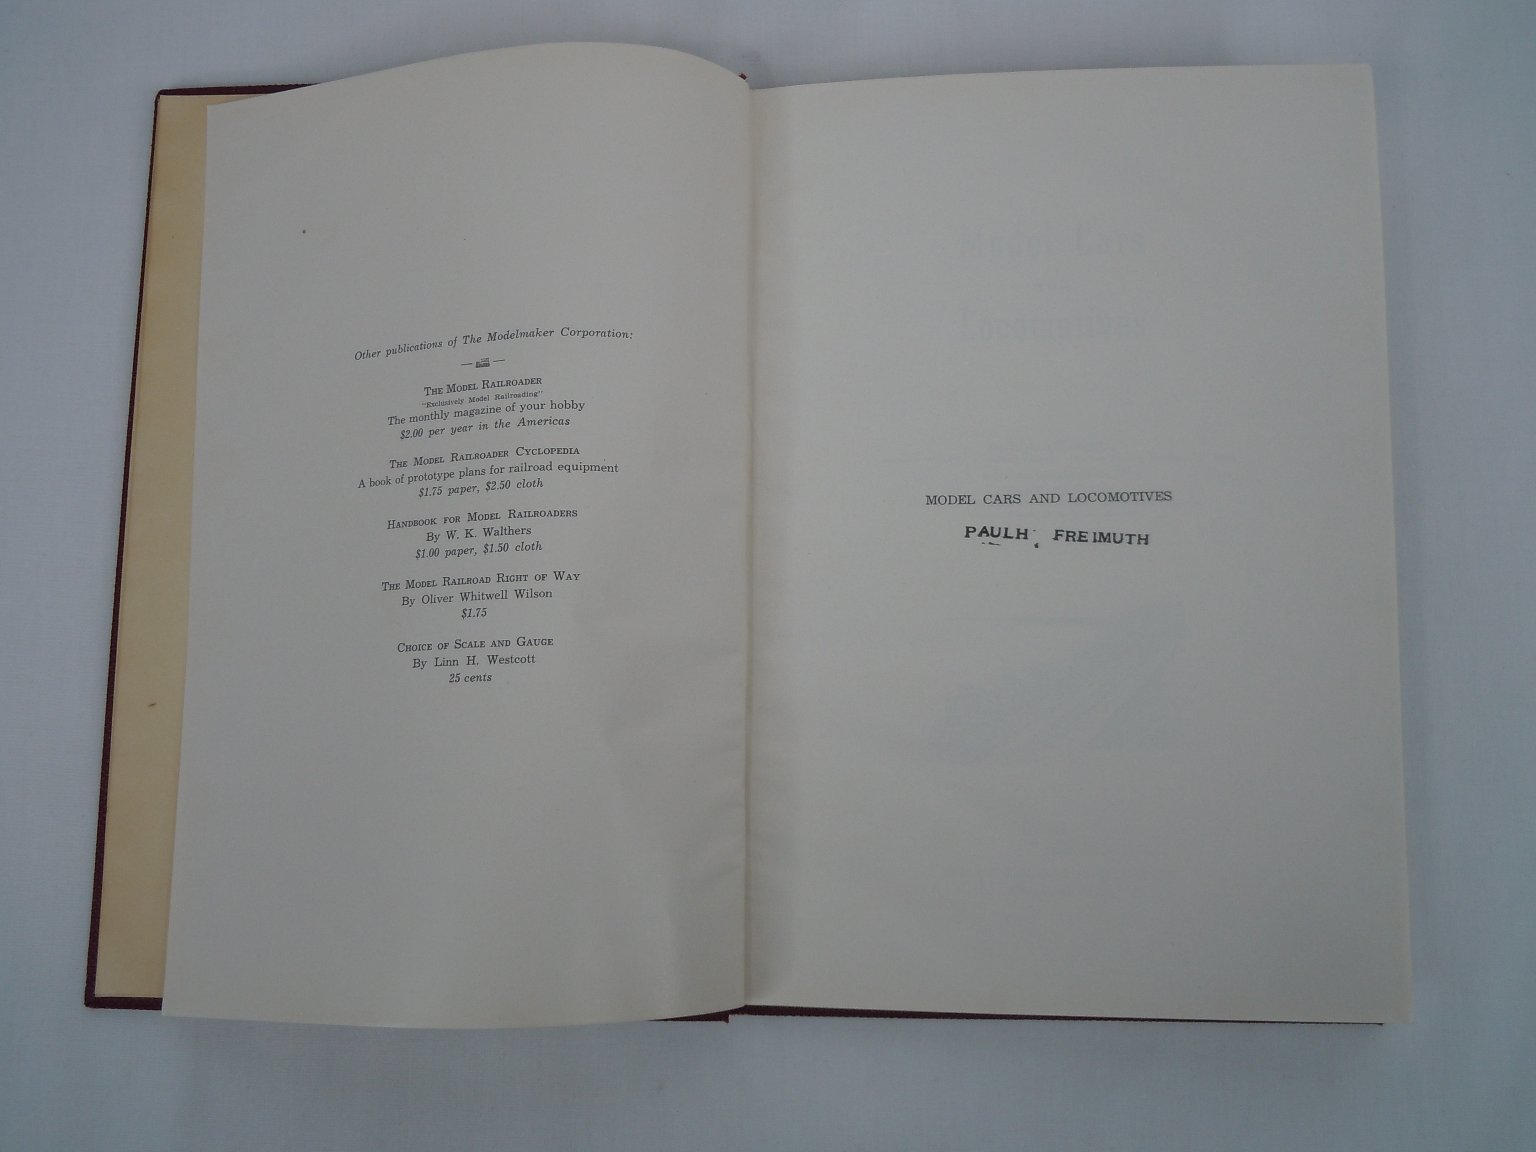 Other publications of The Modelmaker Corporation:
THE MODEL RAILROADER
"Exclusively Model Railroading"
The monthly magazine of your hobby
$2.00 per year in the Americas
THE MODEL RAILROADER CYCLOPEDIA
A book of prototype plans for railroad equipment
$1.75 paper, $2.50 cloth
HANDBOOK FOR MODEL RAILROADERS
By W. K. Walthers
$1.00 paper, $1.50 cloth
THE MODEL RAILROAD RIGHT OF WAY
By Oliver Whitwell Wilson
$1.75
CHOICE OF SCALE AND GAUGE
By Linn H. Westcott
25 cents
MODEL CARS AND LOCOMOTIVES
PAULH FREIMUTH